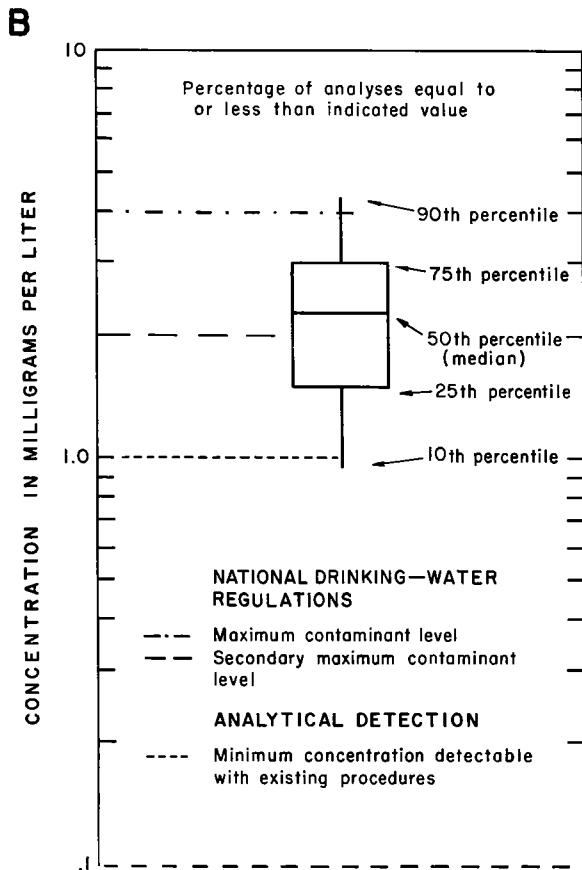 B
10
Percentage of analyses equal to
or less than indicated value
90th percentile
75th percentile
50th percentile
(median)
25th percentile
1.0
10th percentile
CONCENTRATION IN MILLIGRAMS PER LITER
NATIONAL DRINKING—WATER
REGULATIONS
Maximum contaminant level
Secondary maximum contaminant
level
ANALYTICAL DETECTION
Minimum concentration detectable
with existing procedures
.1